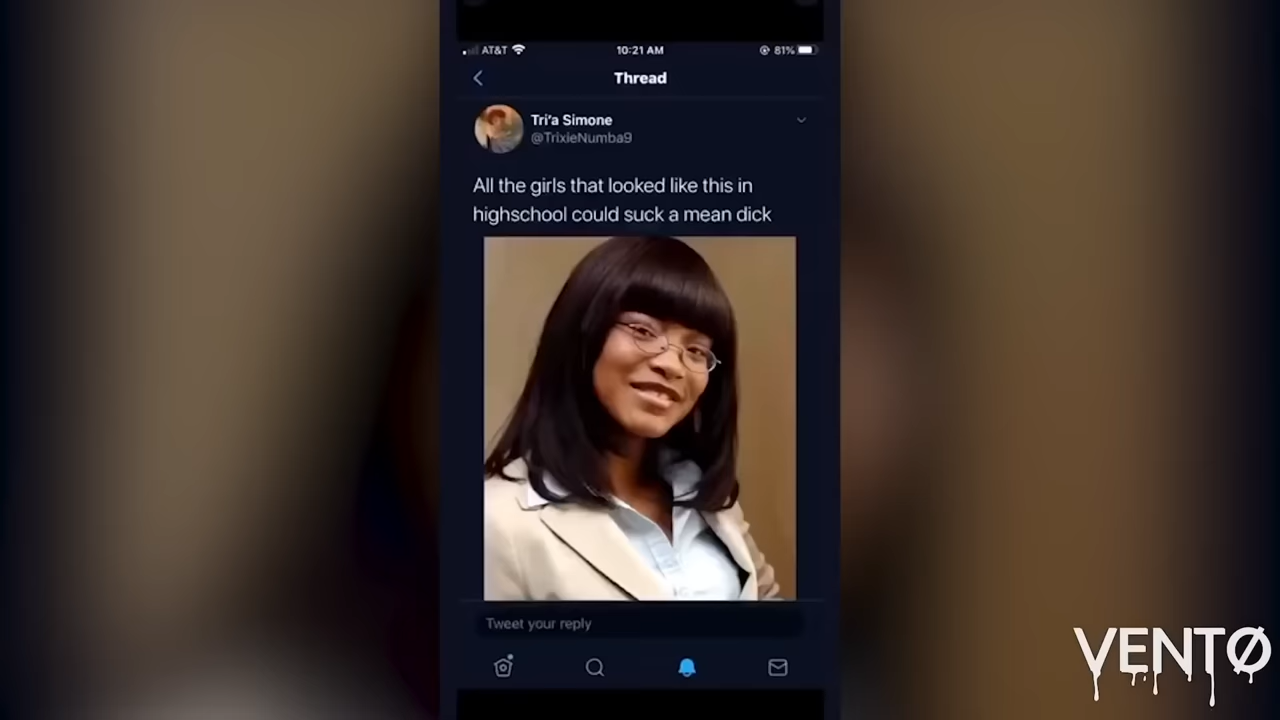 AT&T
10:21 AM
81%
Thread
Tri'a Simone
@TrixieNumba9
All the girls that looked like this in
highschool could suck a mean dick
Tweet your reply
VENTØ